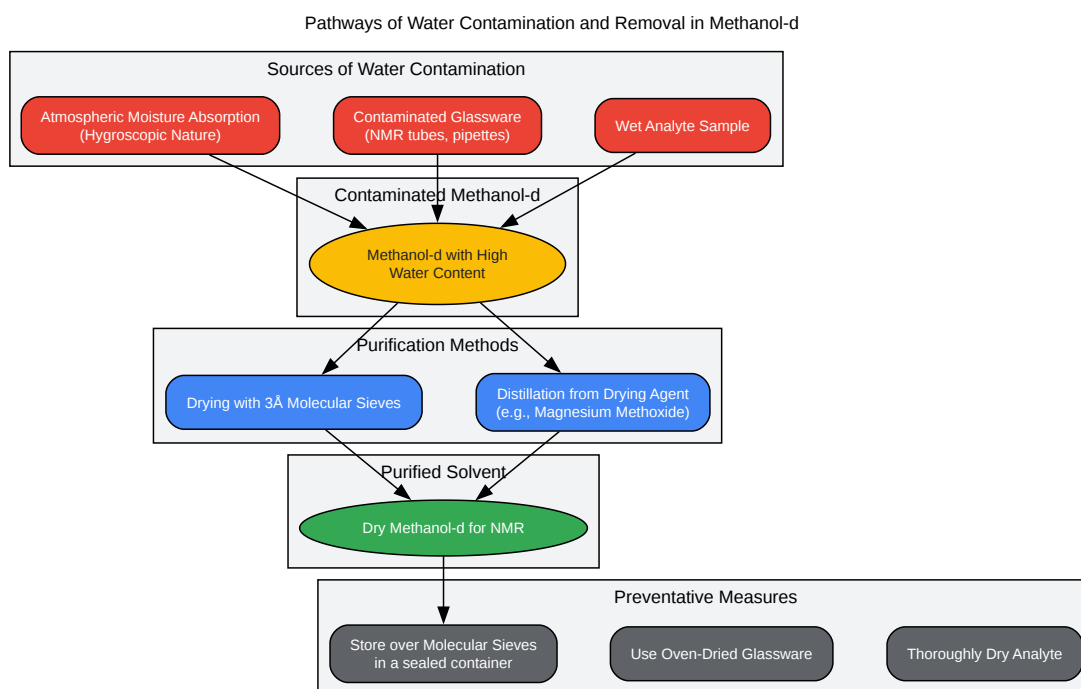 Pathways of Water Contamination and Removal in Methanol-d
Sources of Water Contamination
Atmospheric Moisture Absorption
(Hygroscopic Nature)
Contaminated Glassware
(NMR tubes, pipettes)
Wet Analyte Sample
Contaminated Methanol-d
Methanol-d with High
Water Content
Purification Methods
Drying with 3Å Molecular Sieves
Distillation from Drying Agent
(e.g., Magnesium Methoxide)
Purified Solvent
Dry Methanol-d for NMR
Preventative Measures
Store over Molecular Sieves
in a sealed container
Use Oven-Dried Glassware
Thoroughly Dry Analyte